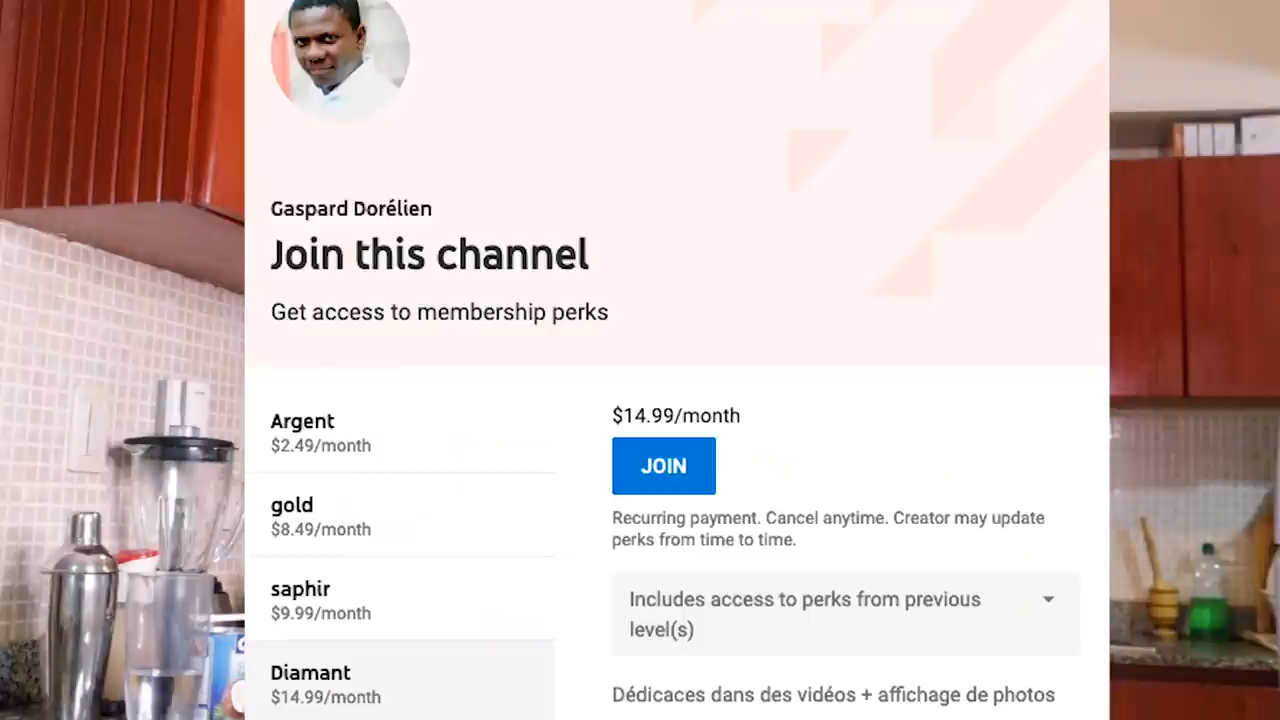 Gaspard Dorélien
Join this channel
Get access to membership perks
Argent
$2.49/month
gold
$8.49/month
saphir
$9.99/month
Diamant
$14.99/month
$14.99/month
JOIN
Recurring payment. Cancel anytime. Creator may update
perks from time to time.
Includes access to perks from previous
level(s)
Dédicaces dans des vidéos + affichage de photos